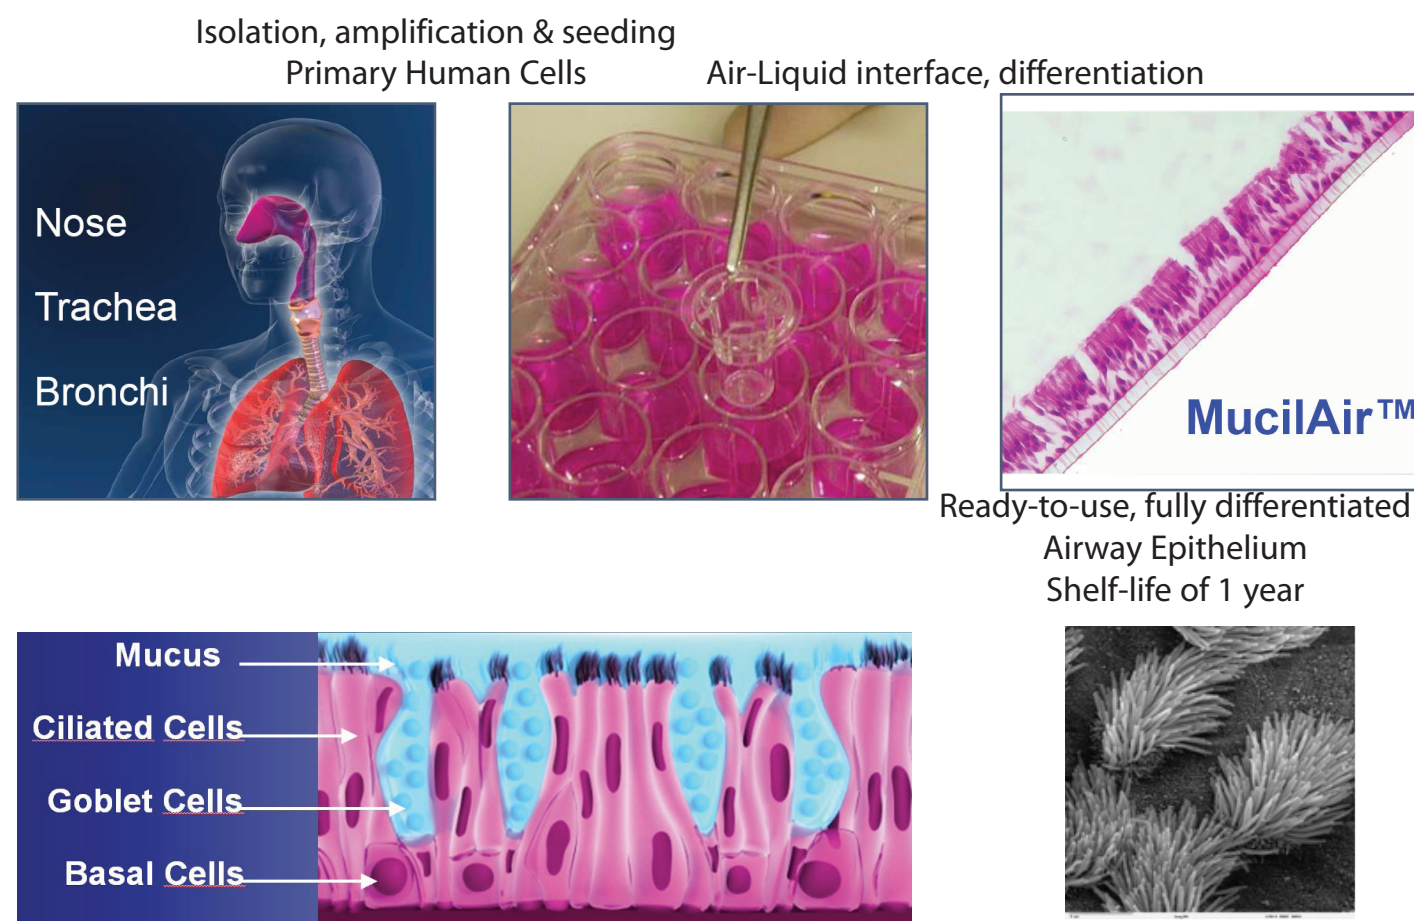 Isolation, amplification & seeding
Primary Human Cells
Air-Liquid interface, differentiation
Nose
Trachea
Bronchi
MucilAir™
Ready-to-use, fully differentiated
Airway Epithelium
Shelf-life of 1 year
Mucus
Ciliated Cells
Goblet Cells
Basal Cells